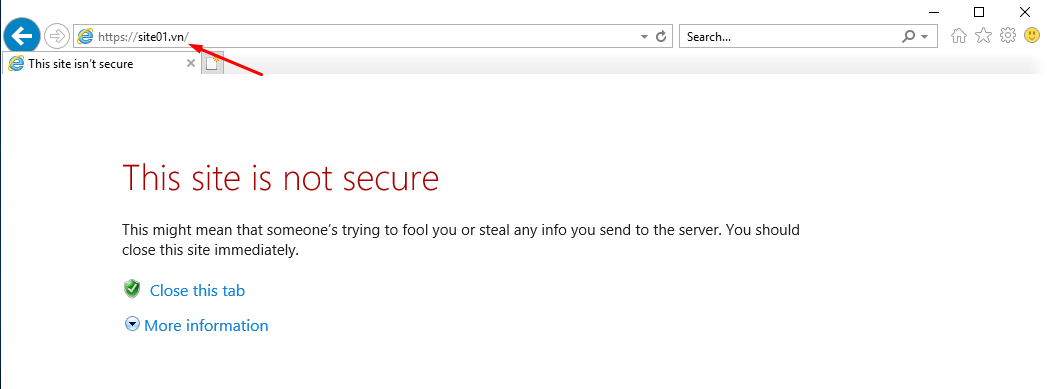 https://site01.vn/
Search...
This site isn't secure
This site is not secure
This might mean that someone's trying to fool you or steal any info you send to the server. You should
close this site immediately.
Close this tab
More information